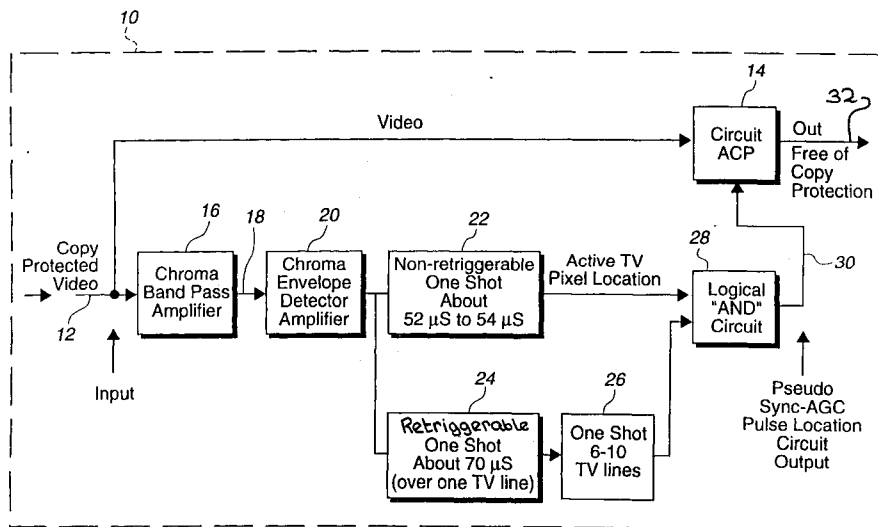 10
14
32
Video
Circuit
ACP
Out
Free of
Copy
Protection
16
18
20
22
Copy
Protected
Video
12
Chroma
Band Pass
Amplifier
Chroma
Envelope
Detector
Amplifier
Non-retriggerable
One Shot
About
52 µS to 54 µS
Active TV
Pixel Location
28
Logical
"AND"
Circuit
30
Input
24
Retriggerable
One Shot
About 70 µS
(over one TV line)
26
One Shot
6-10
TV lines
Pseudo
Sync-AGC
Pulse Location
Circuit
Output